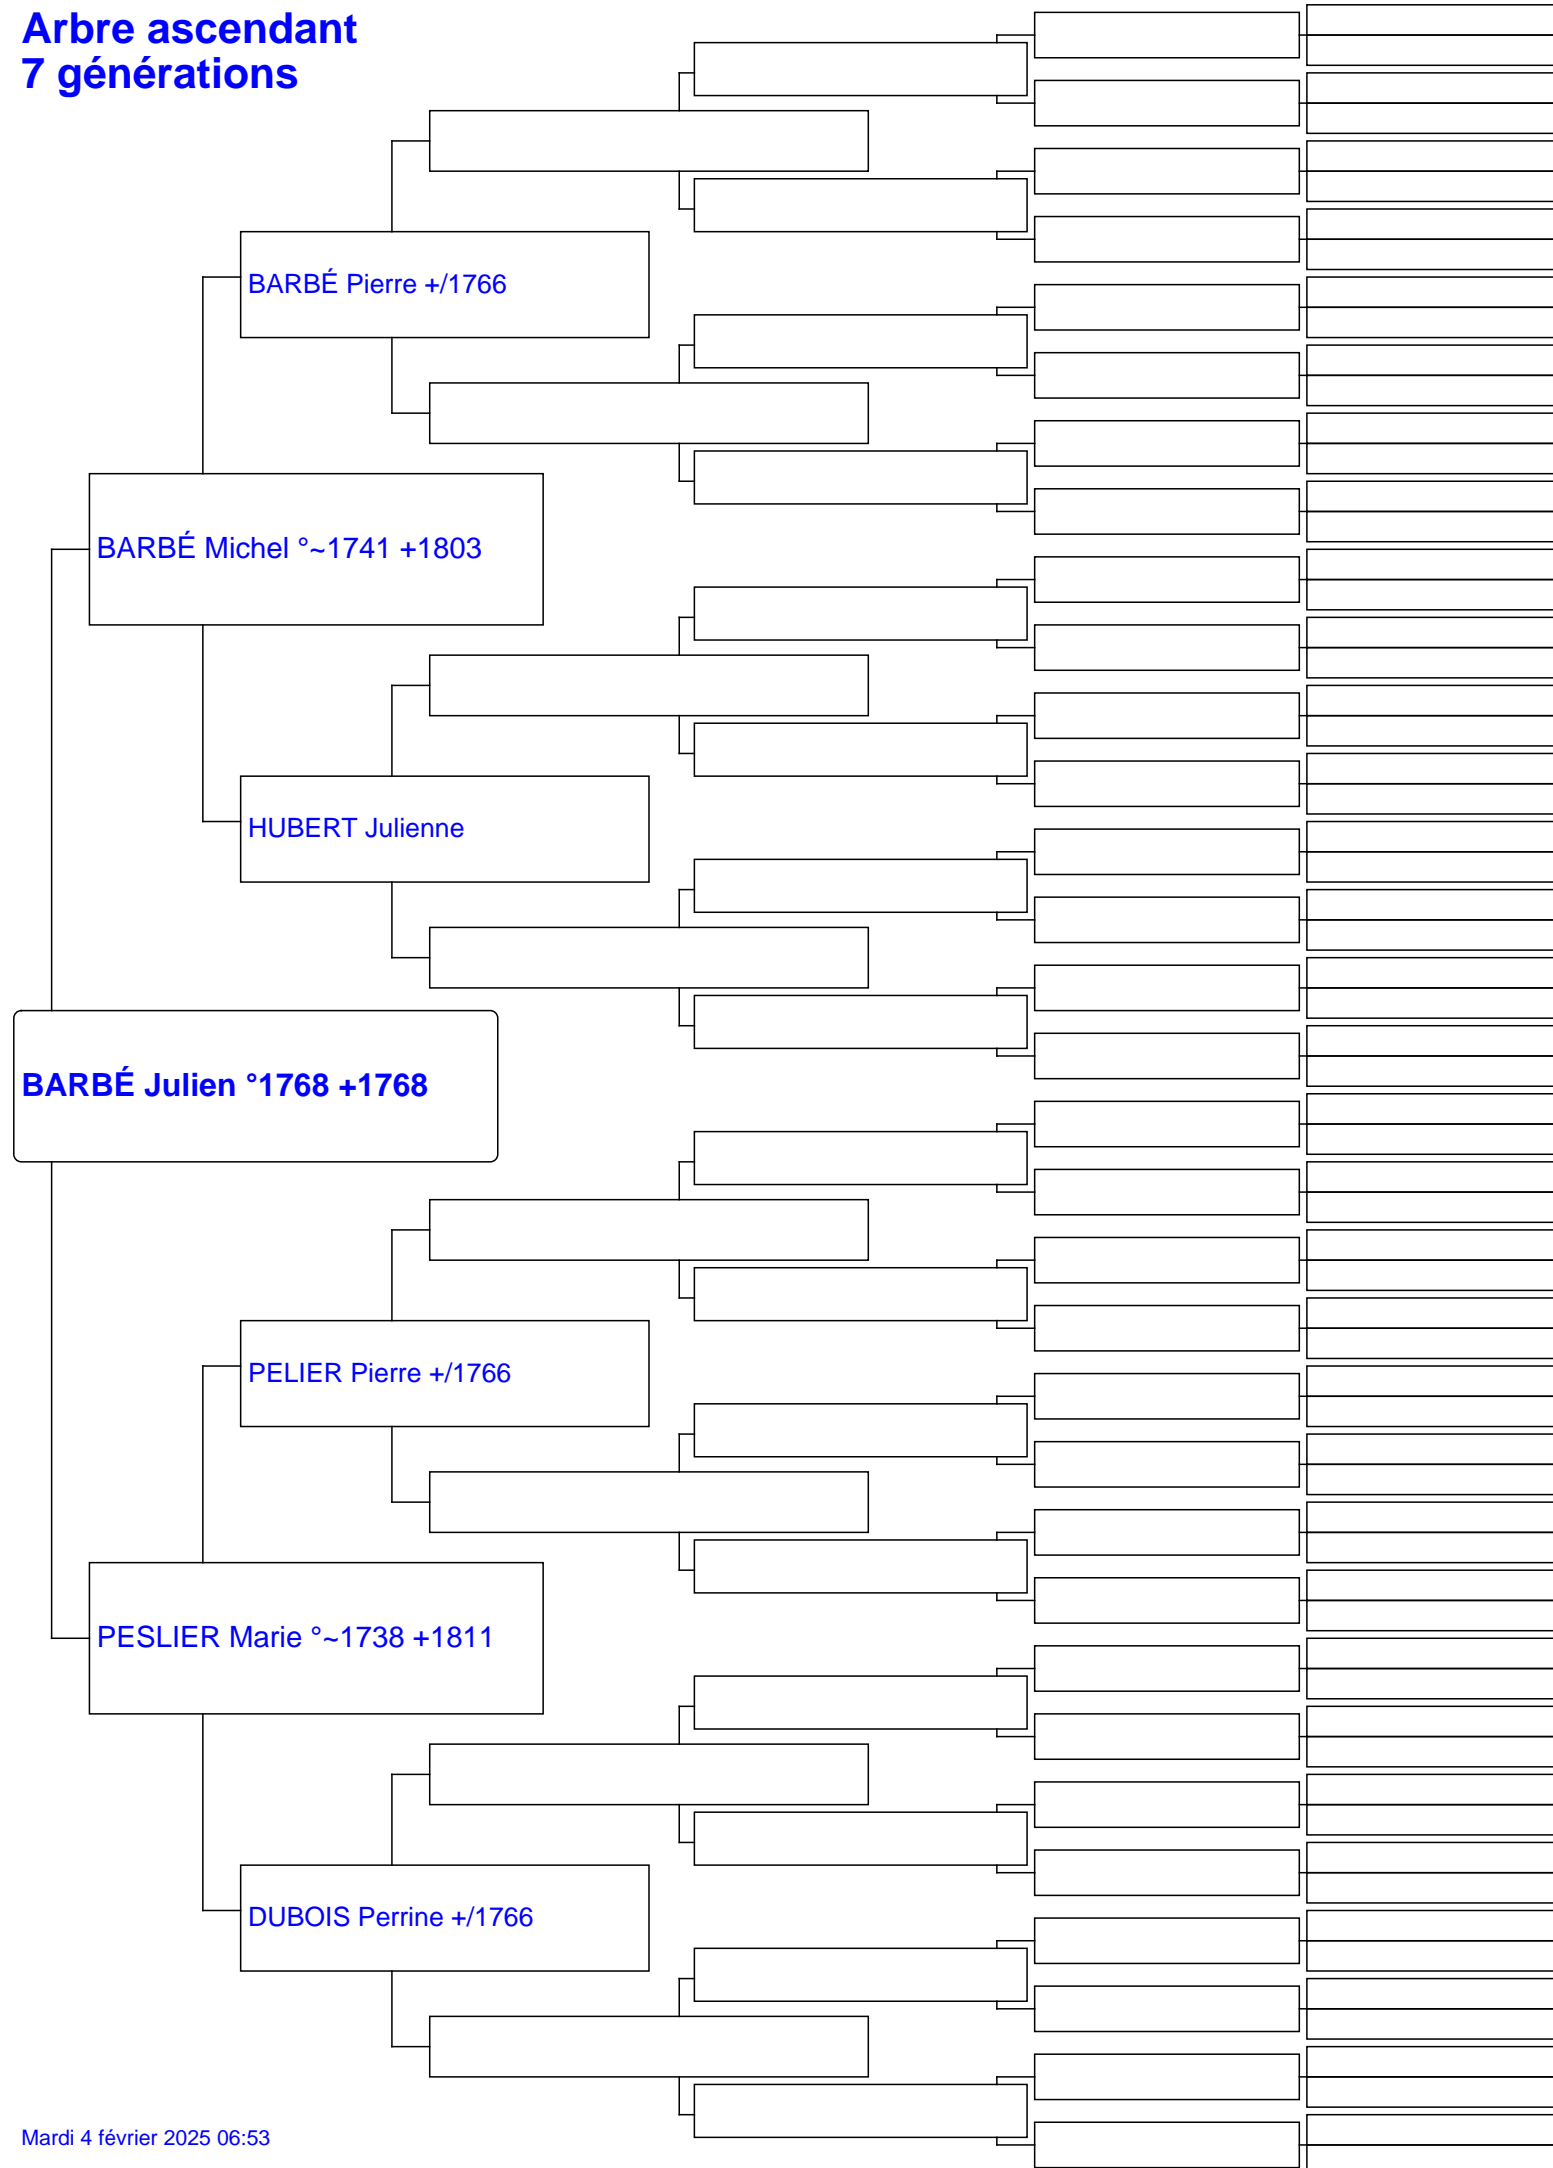 Arbre ascendant
7 générations
BARBÉ Pierre +/1766
BARBÉ Michel °~1741 +1803
HUBERT Julienne
BARBÉ Julien °1768 +1768
PELIER Pierre +/1766
PESLIER Marie °~1738 +1811
DUBOIS Perrine +/1766
Mardi 4 février 2025 06:53